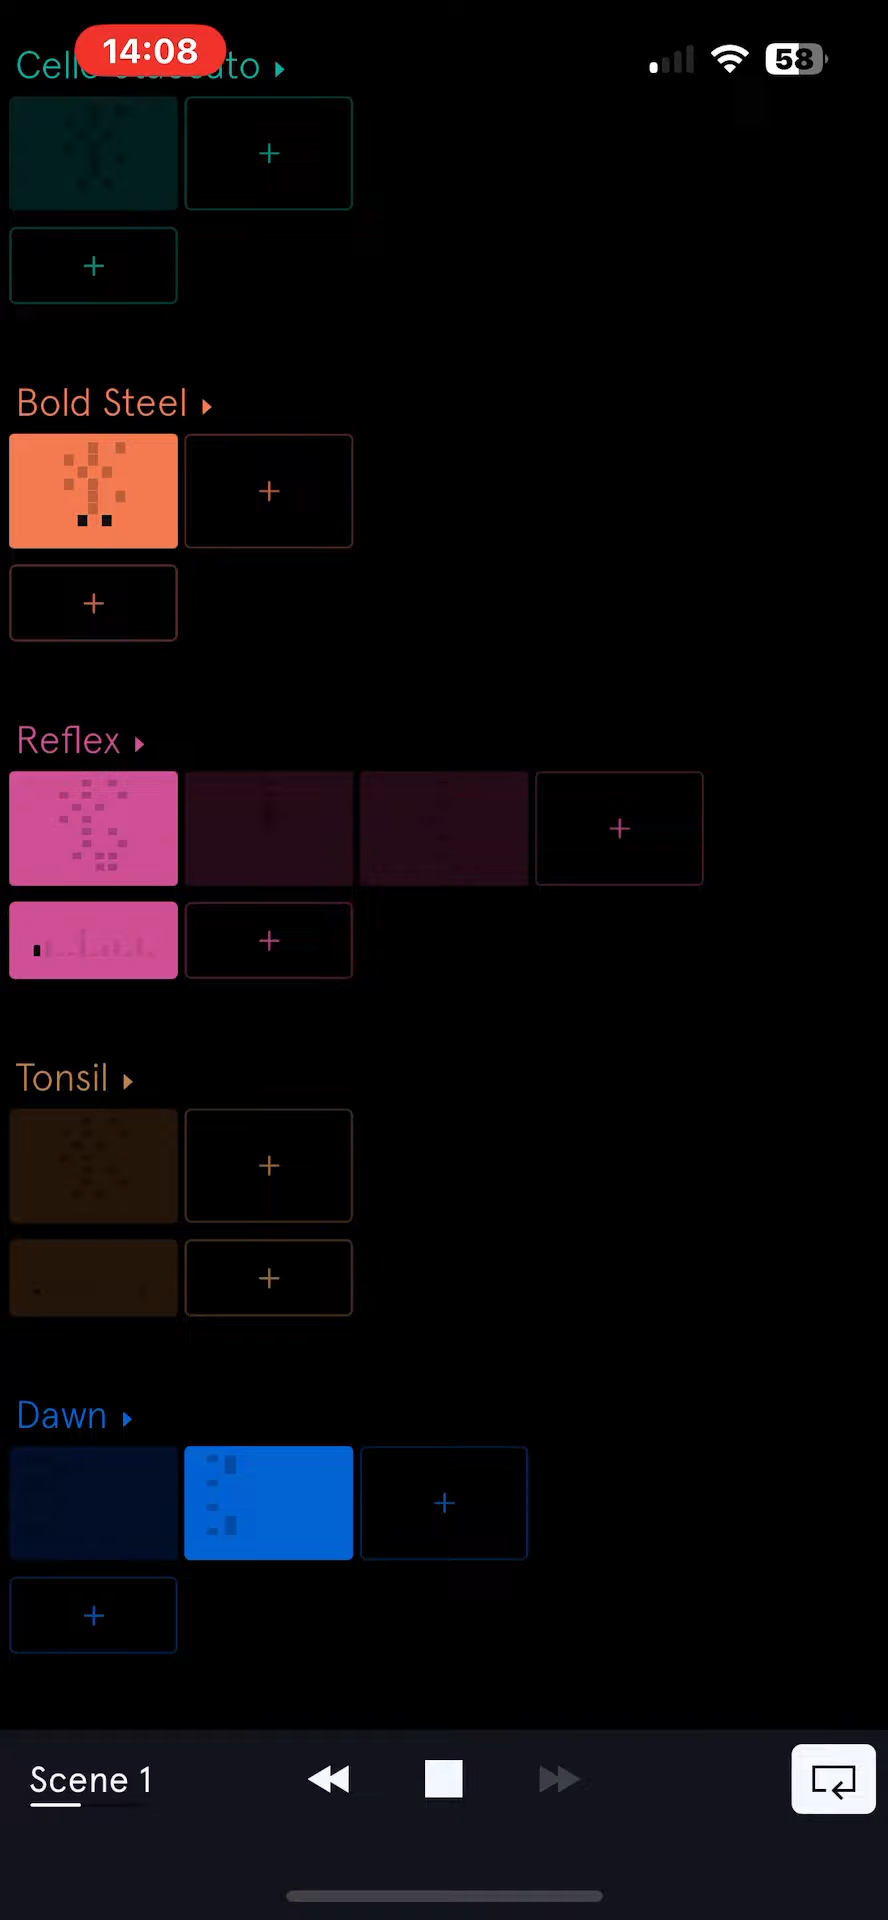 14:08
58
Bold Steel
Reflex
Tonsil
Dawn
Scene 1